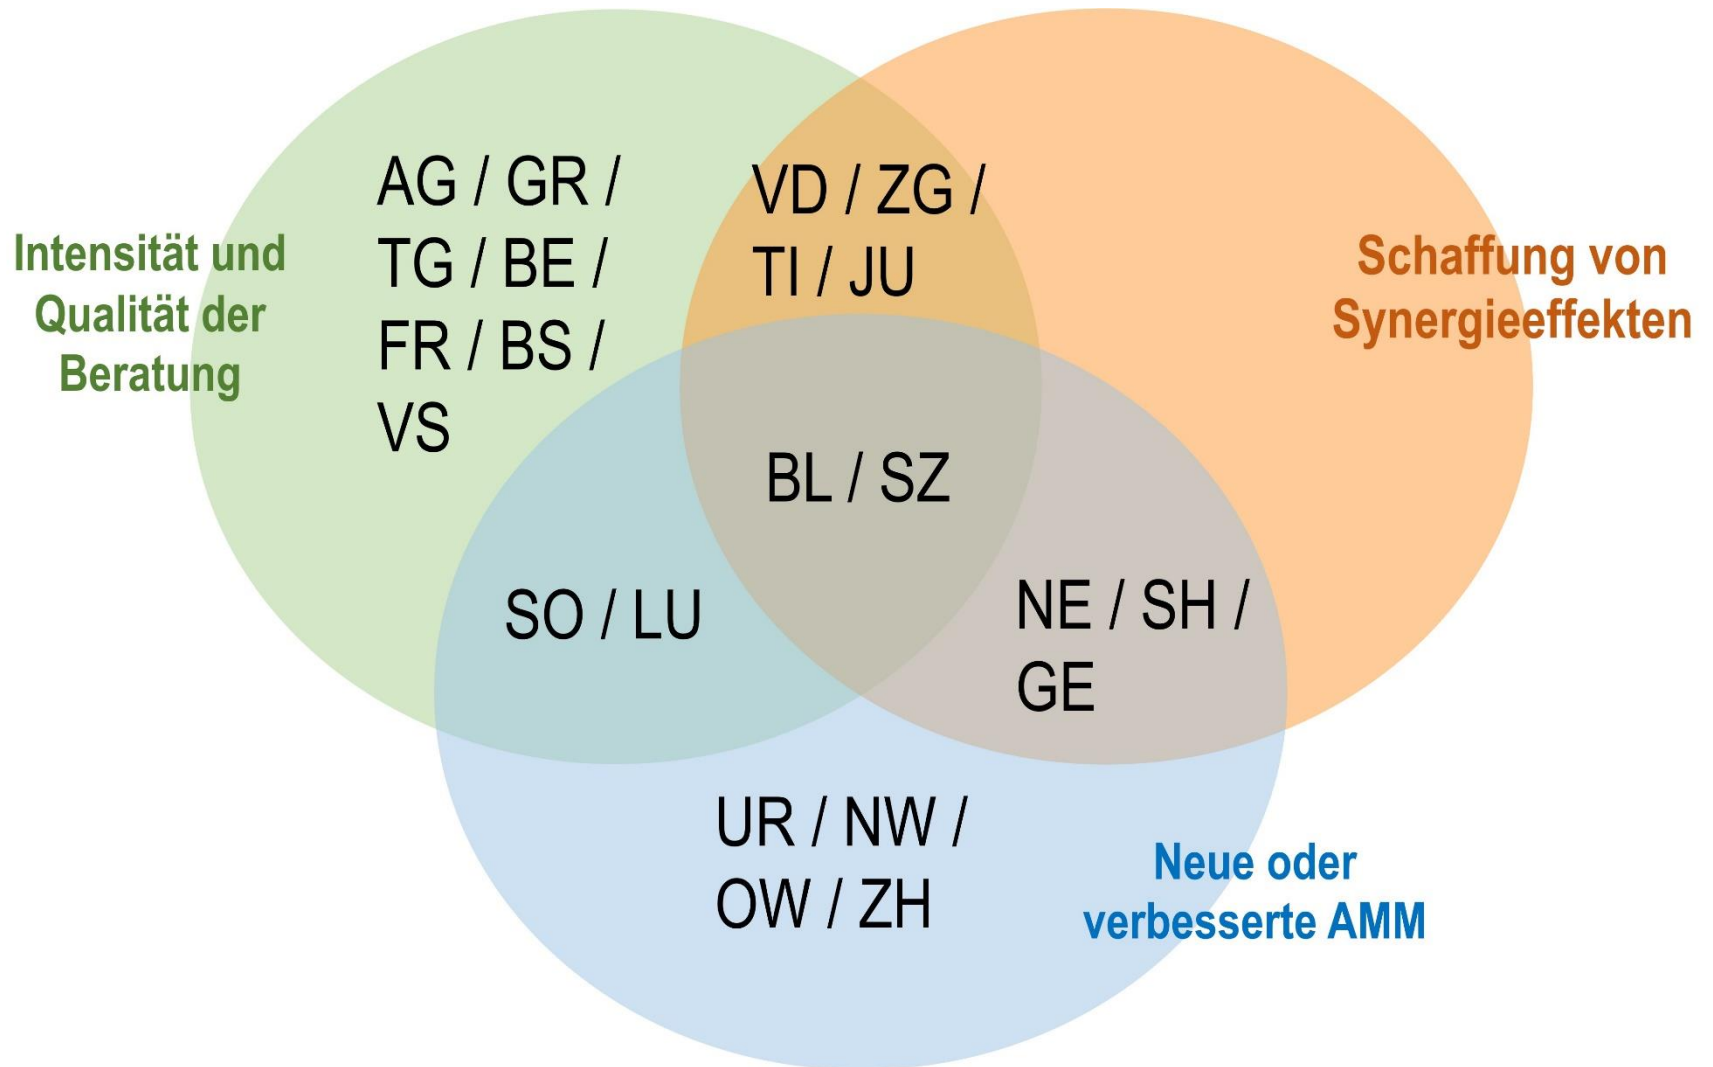 AG / GR /
TG / BE /
FR / BS /
VS
VD / ZG /
TI / JU
Intensität und
Qualität der
Beratung
Schaffung von
Synergieeffekten
BL / SZ
SO / LU
NE / SH /
GE
UR / NW /
OW / ZH
Neue oder
verbesserte AMM